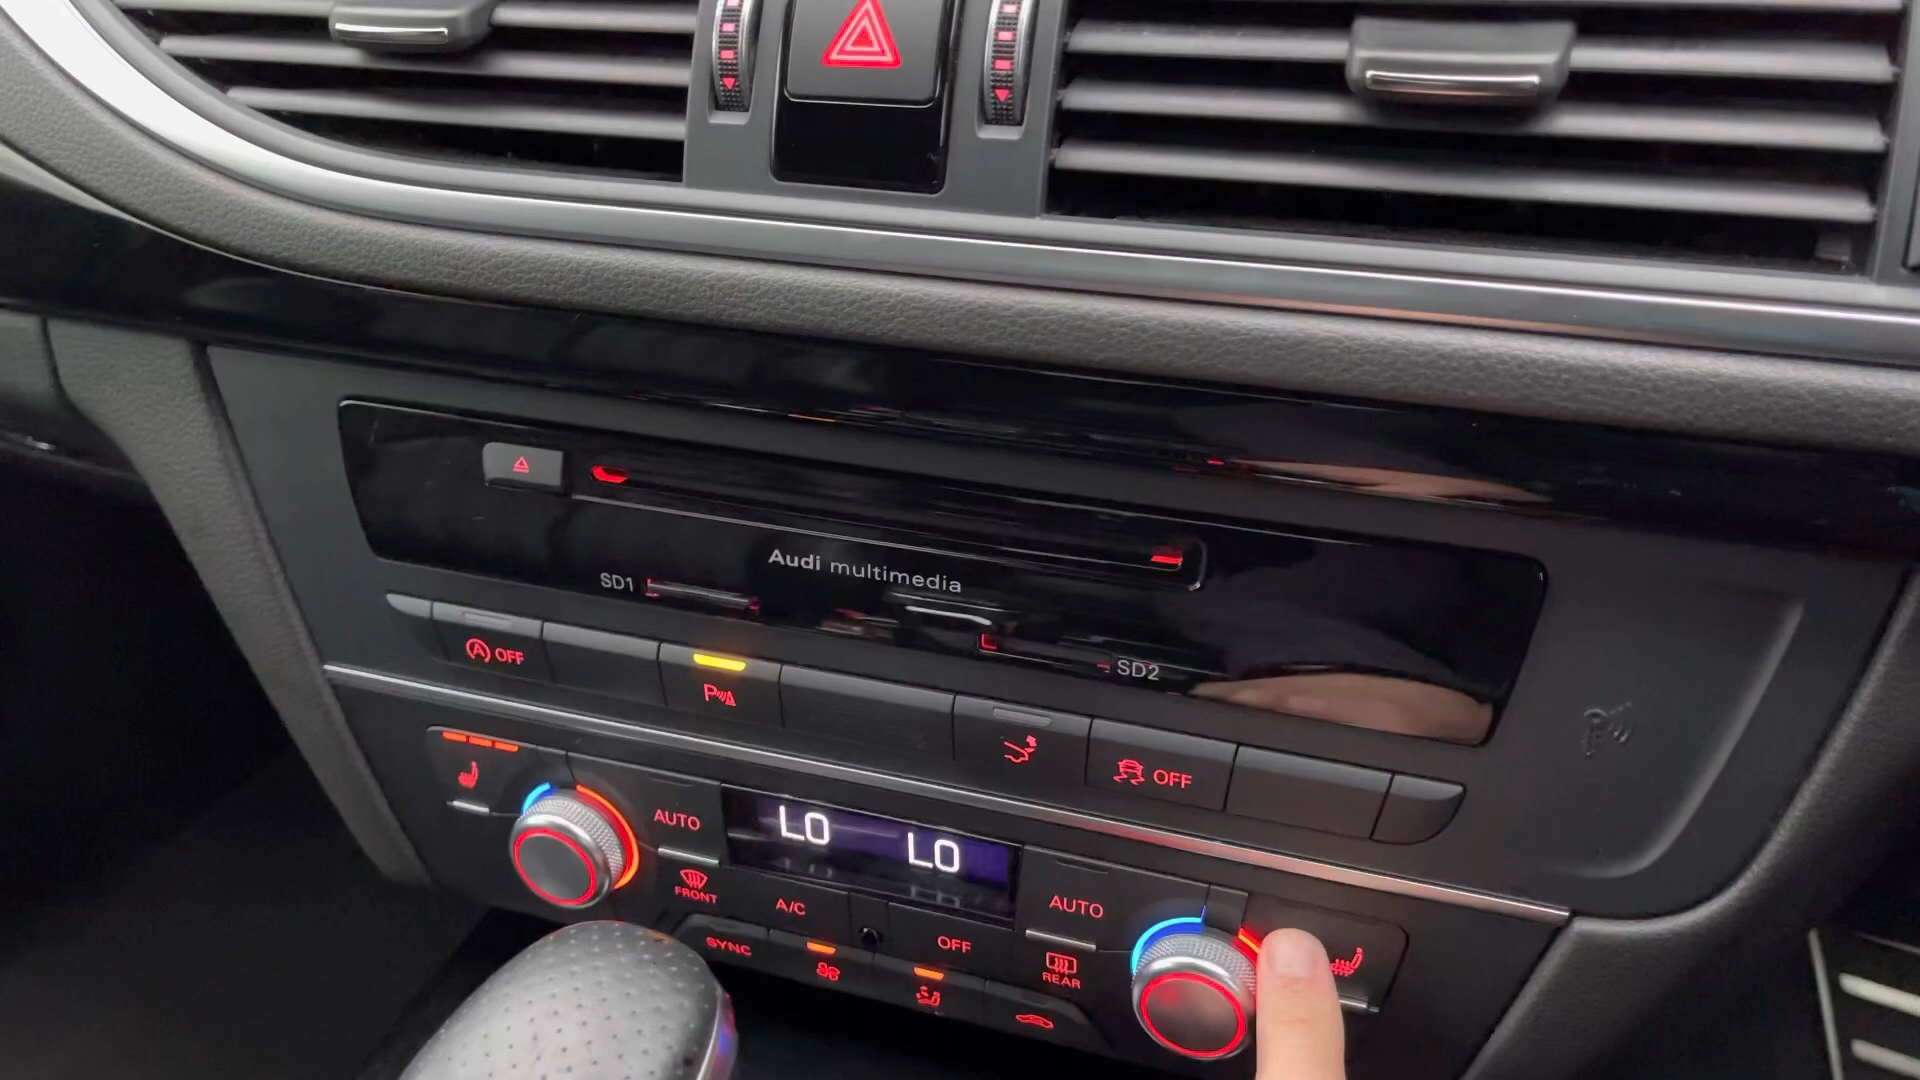 Audi multimedia
SD1
SD2
OFF
P
OFF
AUTO
LO
LO
AUTO
FRONT
A/C
OFF
REAR
SYNC